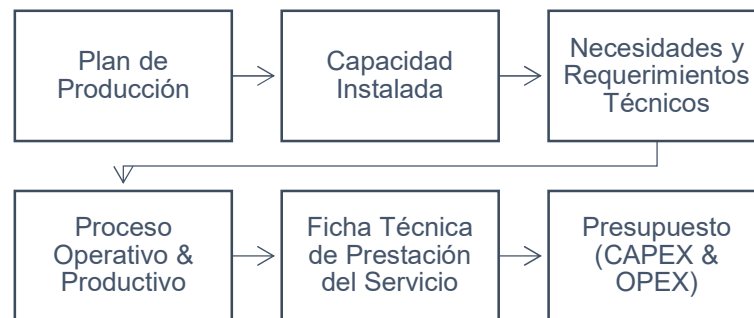 Plan de
Producción
Capacidad
Instalada
Necesidades y
Requerimientos
Técnicos
Proceso
Operativo &
Productivo
Ficha Técnica
de Prestación
del Servicio
Presupuesto
(CAPEX &
OPEX)